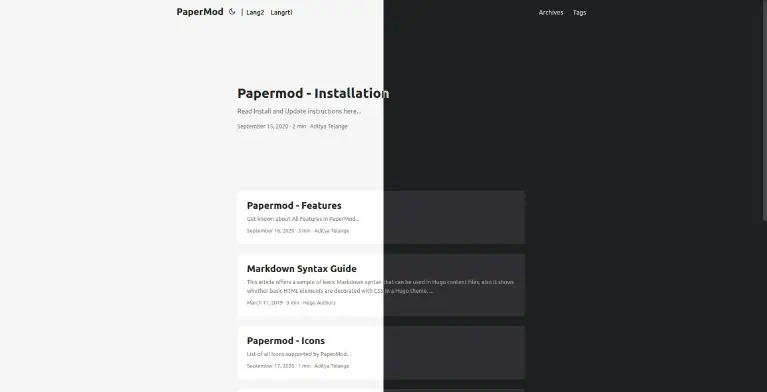 PaperMod | Lang2 Langrtl Archives Tags
Papermod - Installation
Read Install and Update instructions here...
September 15, 2020 · 2 min · Aditya Telange
Papermod - Features
Get known about All Features in PaperMod...
September 16, 2020 · 3 min · Aditya Telange
Markdown Syntax Guide
This article offers a sample of basic Markdown syntax that can be used in Hugo content files, also it shows
whether basic HTML elements are decorated with CSS in a Hugo theme. ...
March 11, 2019 · 3 min · Hugo Authors
Papermod - Icons
List of all Icons supported by PaperMod...
September 17, 2020 · 1 min · Aditya Telange